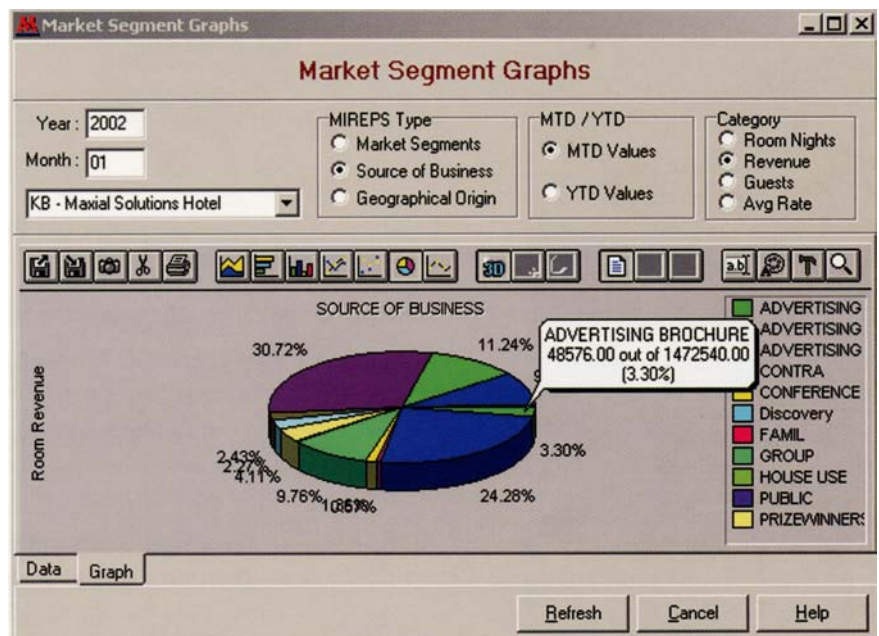 Market Segment Graphs
Market Segment Graphs
Year : 2002
Month : 01
KB - Maxial Solutions Hotel
MIREPS Type
Market Segments
Source of Business
Geographical Origin
MTD / YTD
MTD Values
YTD Values
Category
Room Nights
Revenue
Guests
Avg Rate
3D
SOURCE OF BUSINESS
Room Revenue
30.72%
11.24%
ADVERTISING BROCHURE
48576.00 out of 1472540.00
(3.30%)
3.30%
24.28%
9.76%
4.11%
2.27%
2.43%
ADVERTISING
ADVERTISING
ADVERTISING
CONTRA
CONFERENCE
Discovery
FAMIL
GROUP
HOUSE USE
PUBLIC
PRIZEWINNERS
Data
Graph
Refresh
Cancel
Help